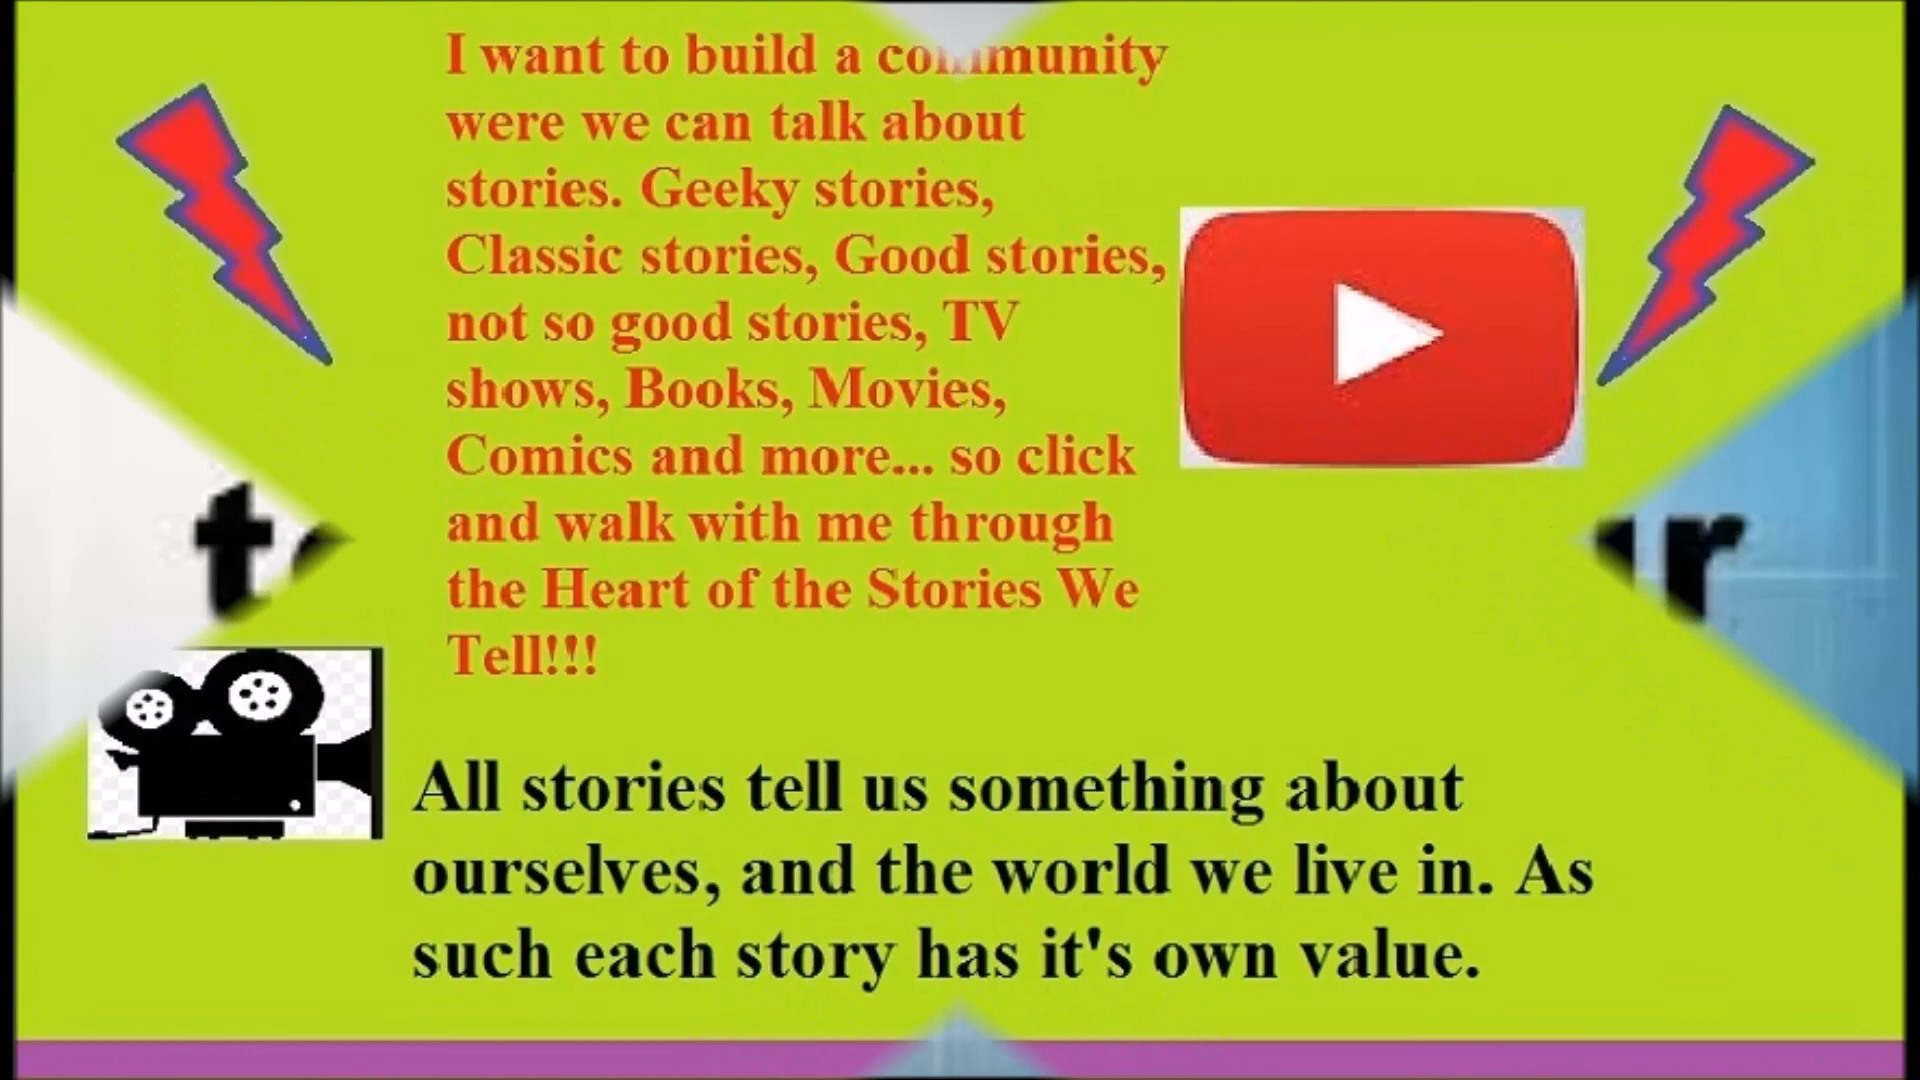 I want to build a community
were we can talk about
stories. Geeky stories,
Classic stories, Good stories,
not so good stories, TV
shows, Books, Movies,
Comics and more... so click
and walk with me through
the Heart of the Stories We
Tell!!!
All stories tell us something about
ourselves, and the world we live in. As
such each story has it's own value.